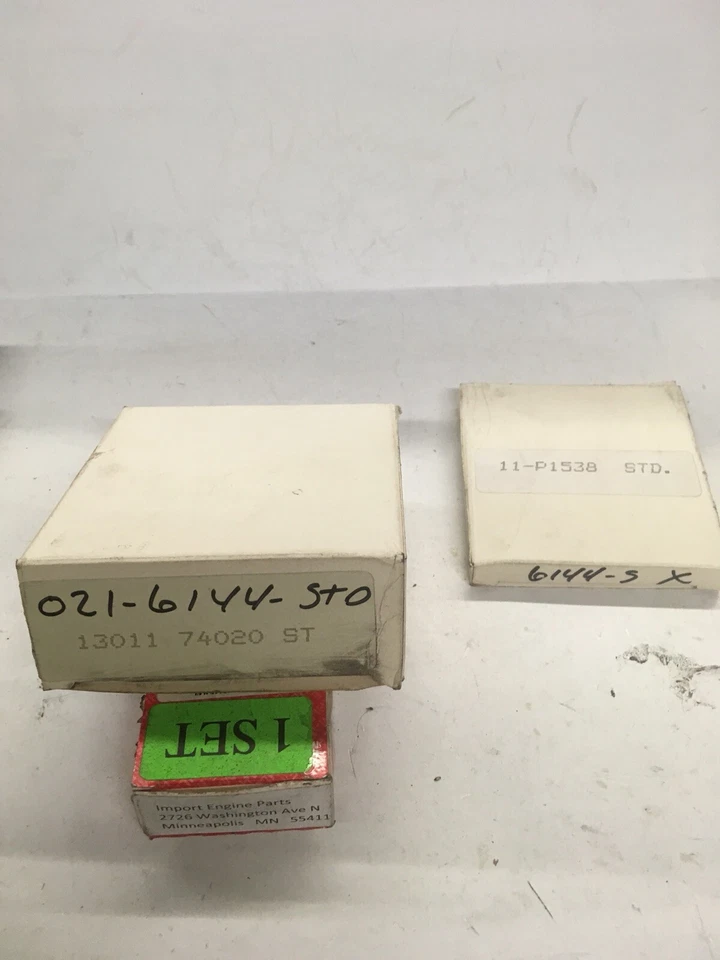 021-6144-STD
13011 74020 ST
1 SET
Import Engine Parts
2726 Washington Ave N
Minneapolis MN 55411
11-P1538 STD.
6144-S X